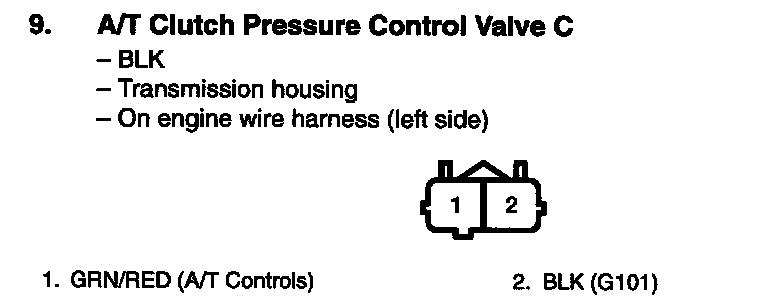 9. A/T Clutch Pressure Control Valve C
– BLK
– Transmission housing
– On engine wire harness (left side)
1 2
1. GRN/RED (A/T Controls) 2. BLK (G101)